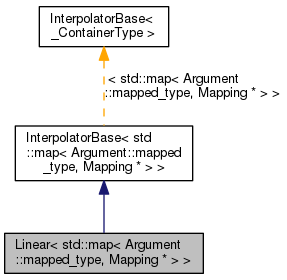 InterpolatorBase<
_ContainerType >
< std::map< Argument
::mapped_type, Mapping * > >
InterpolatorBase< std
::map< Argument::mapped
_type, Mapping * > >
Linear< std::map< Argument
::mapped_type, Mapping * > >